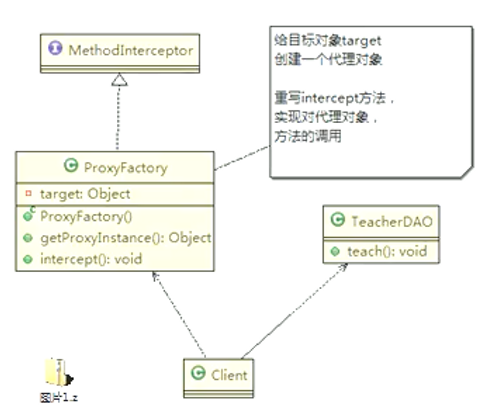 MethodInterceptor
给目标对象target
创建一个代理对象
重写intercept方法，
实现对代理对象，
方法的调用
ProxyFactory
target: Object
ProxyFactory()
getProxyInstance(): Object
intercept(): void
TeacherDAO
teach(): void
Client
图片1.z